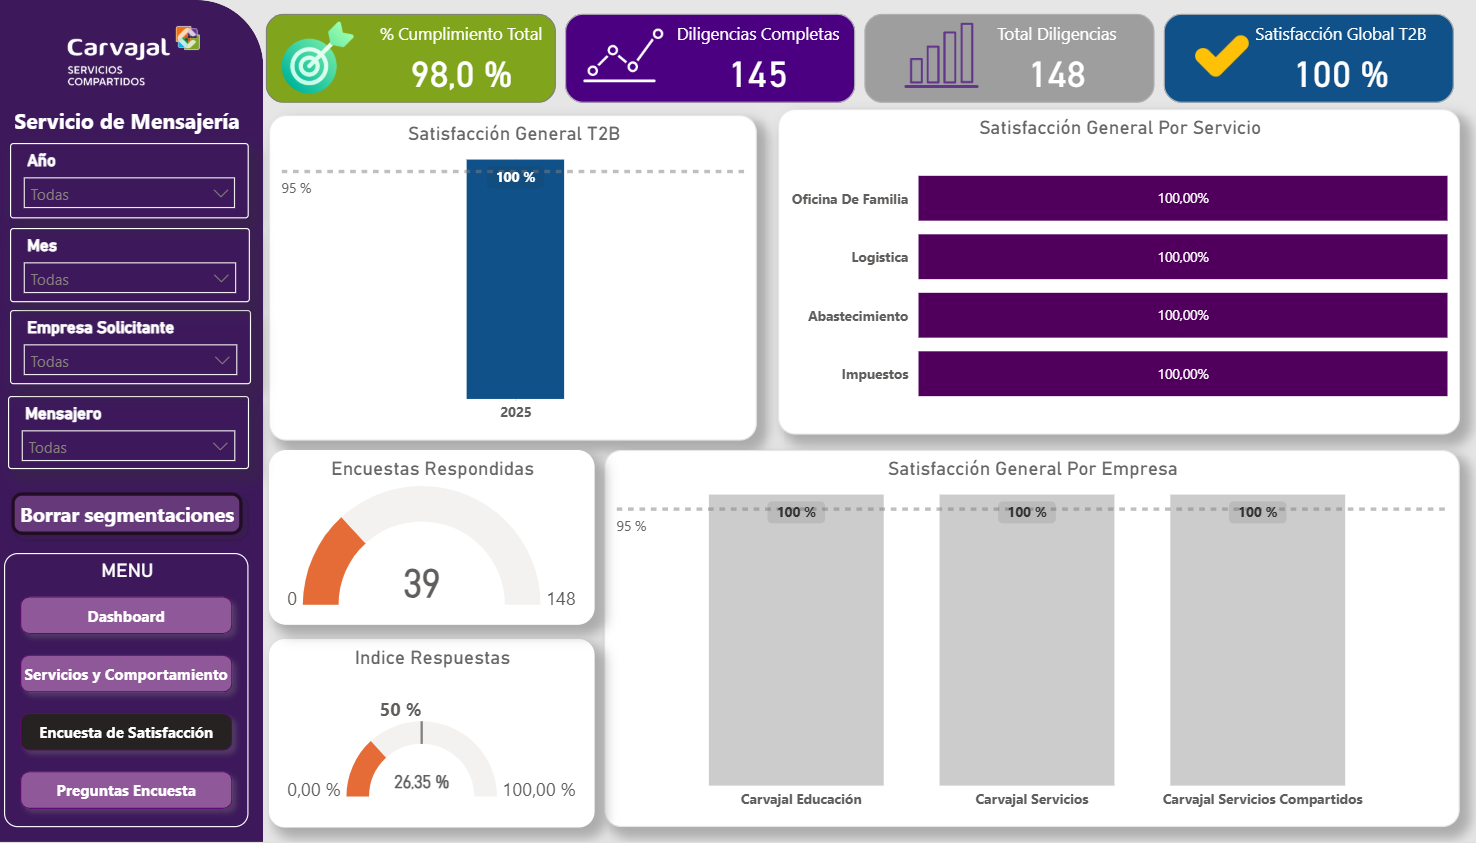 Carvajal
SERVICIOS
COMPARTIDOS
Servicio de Mensajería
Año
Todas
Mes
Todas
Empresa Solicitante
Todas
Mensajero
Todas
Borrar segmentaciones
MENU
Dashboard
Servicios y Comportamiento
Encuesta de Satisfacción
Preguntas Encuesta
% Cumplimiento Total
98,0 %
Diligencias Completas
145
Total Diligencias
148
Satisfacción Global T2B
100 %
Satisfacción General T2B
95 %
100 %
2025
Satisfacción General Por Servicio
Oficina De Familia
100,00%
Logistica
100,00%
Abastecimiento
100,00%
Impuestos
100,00%
Encuestas Respondidas
39
0
148
Indice Respuestas
50 %
26,35 %
0,00 %
100,00 %
Satisfacción General Por Empresa
95 %
100 %
100 %
100 %
Carvajal Educación
Carvajal Servicios
Carvajal Servicios Compartidos